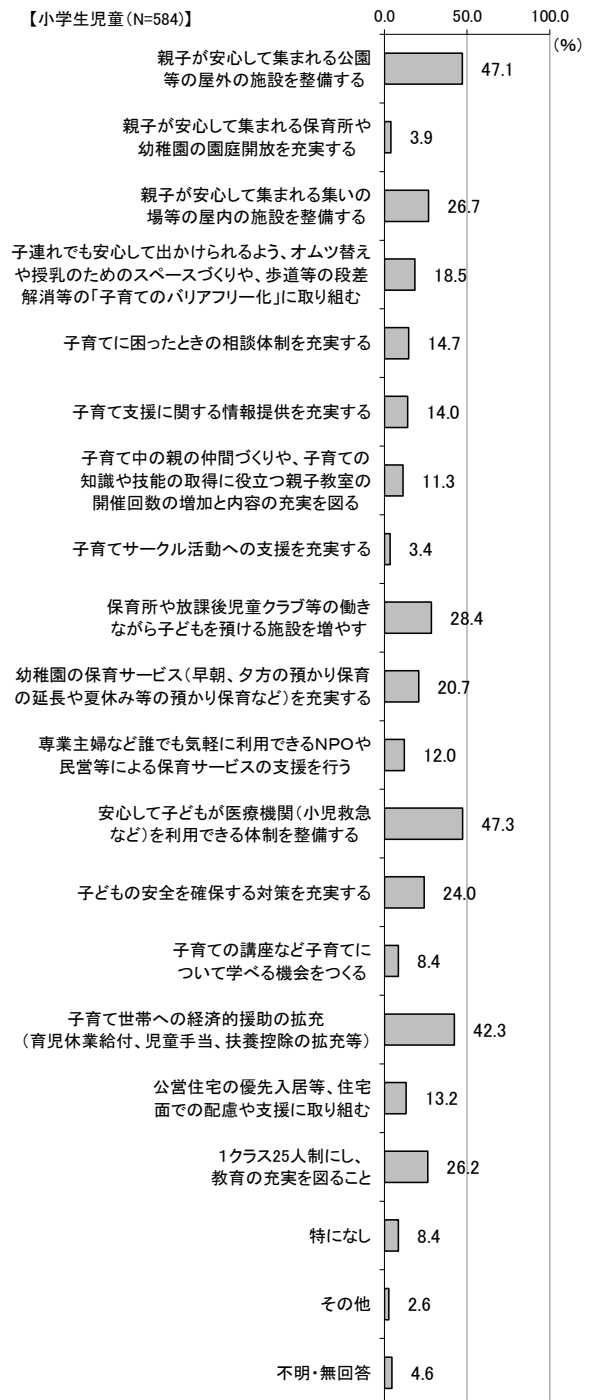 【小学生児童(N=584)】
0.0 50.0 100.0
(%)
親子が安心して集まれる公園
等の屋外の施設を整備する
47.1
親子が安心して集まれる保育所や
幼稚園の園庭開放を充実する
3.9
親子が安心して集まれる集いの
場等の屋内の施設を整備する
26.7
子連れでも安心して出かけられるよう、オムツ替え
や授乳のためのスペースづくりや、歩道等の段差
解消等の「子育てのバリアフリー化」に取り組む
18.5
子育てに困ったときの相談体制を充実する
14.7
子育て支援に関する情報提供を充実する
14.0
子育て中の親の仲間づくりや、子育ての
知識や技能の取得に役立つ親子教室の
開催回数の増加と内容の充実を図る
11.3
子育てサークル活動への支援を充実する
3.4
保育所や放課後児童クラブ等の働き
ながら子どもを預ける施設を増やす
28.4
幼稚園の保育サービス(早朝、夕方の預かり保育
の延長や夏休み等の預かり保育など)を充実する
20.7
専業主婦など誰でも気軽に利用できるNPOや
民営等による保育サービスの支援を行う
12.0
安心して子どもが医療機関(小児救急
など)を利用できる体制を整備する
47.3
子どもの安全を確保する対策を充実する
24.0
子育ての講座など子育てに
ついて学べる機会をつくる
8.4
子育て世帯への経済的援助の拡充
(育児休業給付、児童手当、扶養控除の拡充等)
42.3
公営住宅の優先入居等、住宅
面での配慮や支援に取り組む
13.2
1クラス25人制にし、
教育の充実を図ること
26.2
特になし
8.4
その他
2.6
不明・無回答
4.6